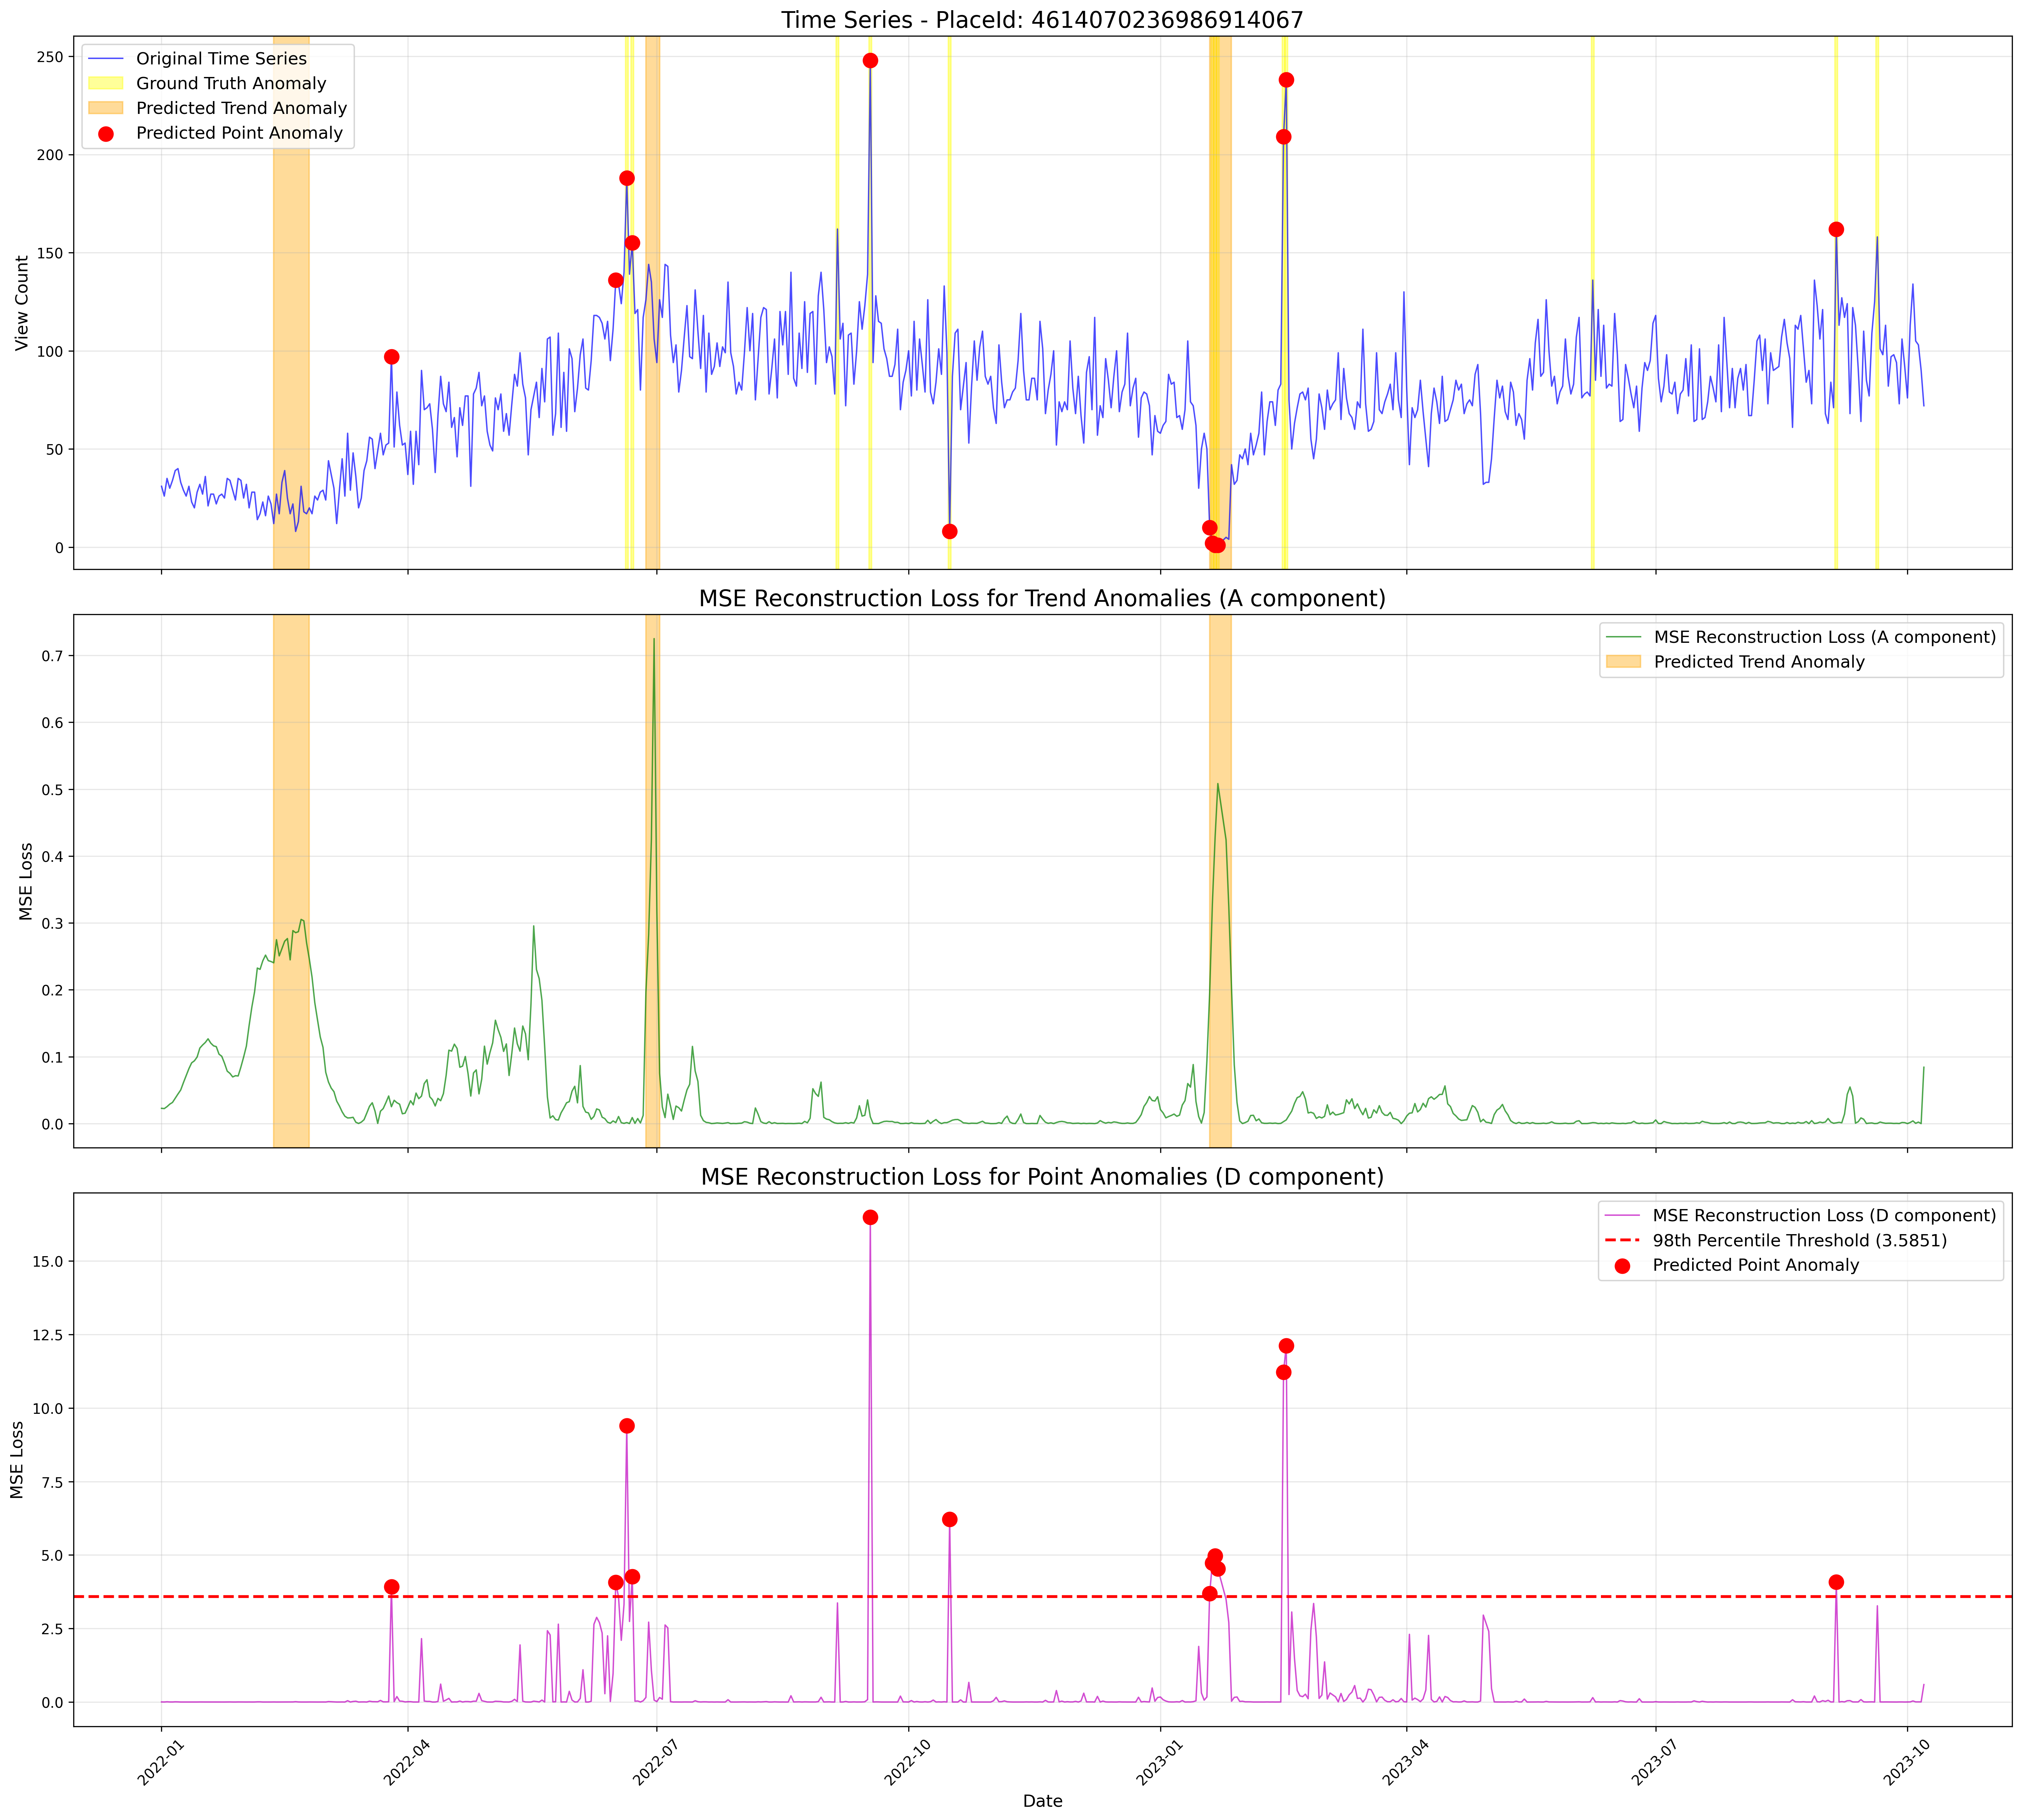 Time Series - PlaceId: 4614070236986914067
Original Time Series
Ground Truth Anomaly
Predicted Trend Anomaly
Predicted Point Anomaly
View Count
250
200
150
100
50
0
MSE Reconstruction Loss for Trend Anomalies (A component)
MSE Reconstruction Loss (A component)
Predicted Trend Anomaly
MSE Loss
0.7
0.6
0.5
0.4
0.3
0.2
0.1
0.0
MSE Reconstruction Loss for Point Anomalies (D component)
MSE Reconstruction Loss (D component)
98th Percentile Threshold (3.5851)
Predicted Point Anomaly
MSE Loss
15.0
12.5
10.0
7.5
5.0
2.5
0.0
2022-01
2022-04
2022-07
2022-10
2023-01
2023-04
2023-07
2023-10
Date